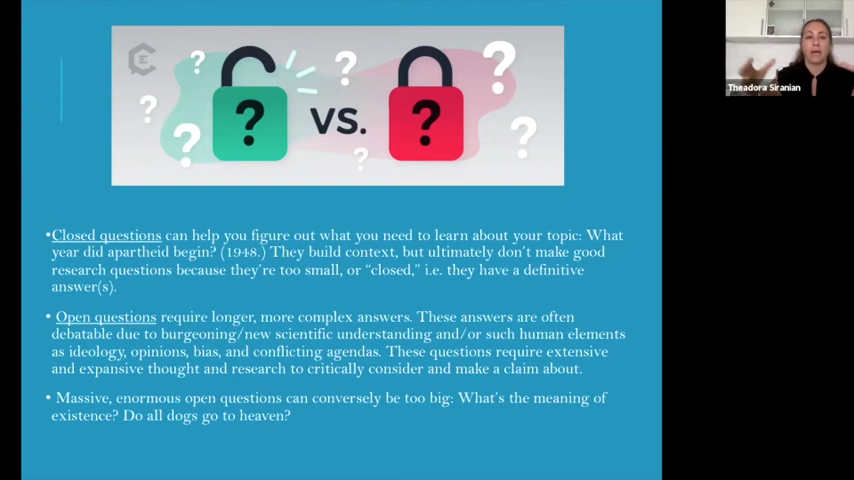 ? ? ? ? ? VS. ? ? ? ? ?
Theadora Siranian
•Closed questions can help you figure out what you need to learn about your topic: What
year did apartheid begin? (1948.) They build context, but ultimately don't make good
research questions because they're too small, or “closed,” i.e. they have a definitive
answer(s).
• Open questions require longer, more complex answers. These answers are often
debatable due to burgeoning/new scientific understanding and/or such human elements
as ideology, opinions, bias, and conflicting agendas. These questions require extensive
and expansive thought and research to critically consider and make a claim about.
• Massive, enormous open questions can conversely be too big: What's the meaning of
existence? Do all dogs go to heaven?